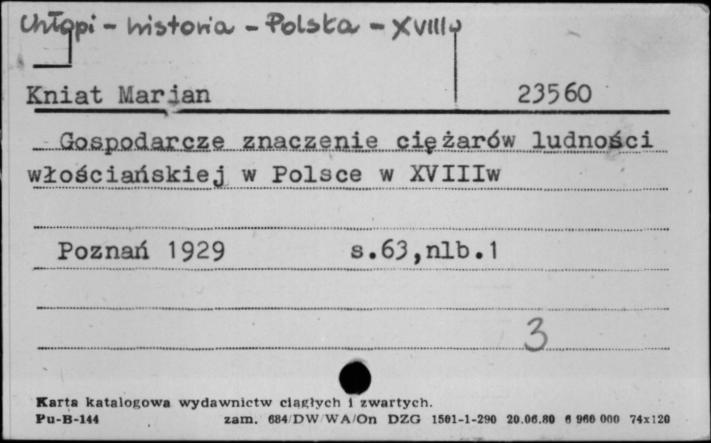 Chłopi - historia - Polska - XVIIIw
Kniat Marjan 23560
Gospodarcze znaczenie ciężarów ludności
włościańskiej w Polsce w XVIIIw
Poznań 1929 s.63,nlb.1
3
Karta katalogowa wydawnictw ciągłych i zwartych.
Pu-B-144 zam. 684/DW/WA/On DZG 1501-1-290 20.06.80 6 960 000 74x120